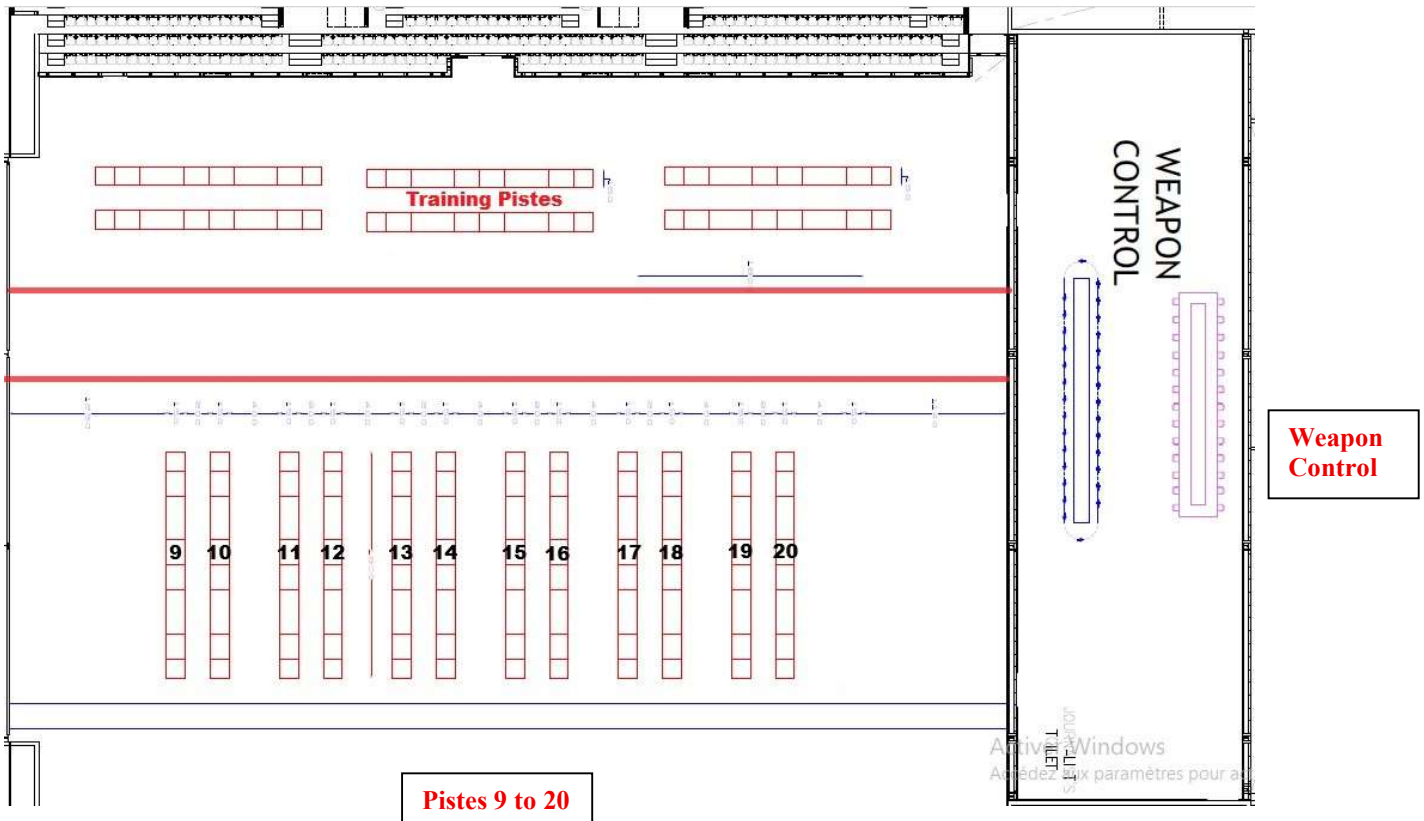 WEAPON
CONTROL
Training Pistes
Weapon
Control
9 10 11 12 13 14 15 16 17 18 19 20
Activer Windows
Accédez aux paramètres pour a
Pistes 9 to 20